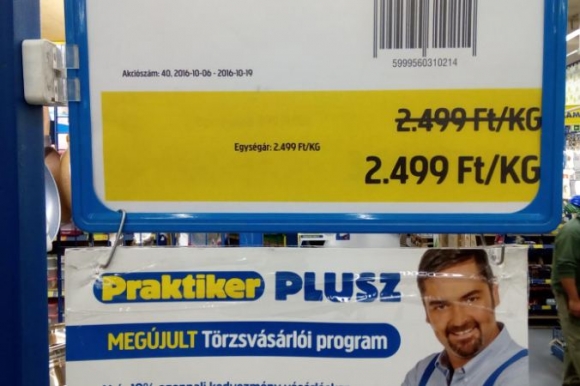 5999560310214
Akciószám: 40, 2016-10-06 - 2016-10-19
2.499 Ft/KG
Egységár: 2.499 Ft/KG
2.499 Ft/KG
Praktiker PLUSZ
MEGÚJULT Törzsvásárlói program